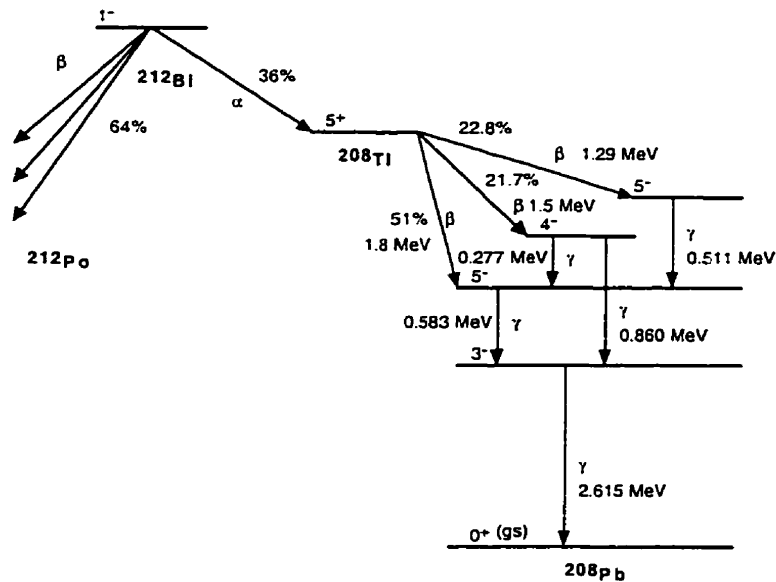 1-
β
212Bi
36%
α
64%
5+
208Tl
22.8%
β 1.29 MeV
5-
21.7%
β 1.5 MeV
4-
51% β
1.8 MeV
212Po
0.277 MeV γ
γ
0.511 MeV
5-
0.583 MeV γ
γ
0.860 MeV
3-
γ
2.615 MeV
0+ (gs)
208Pb